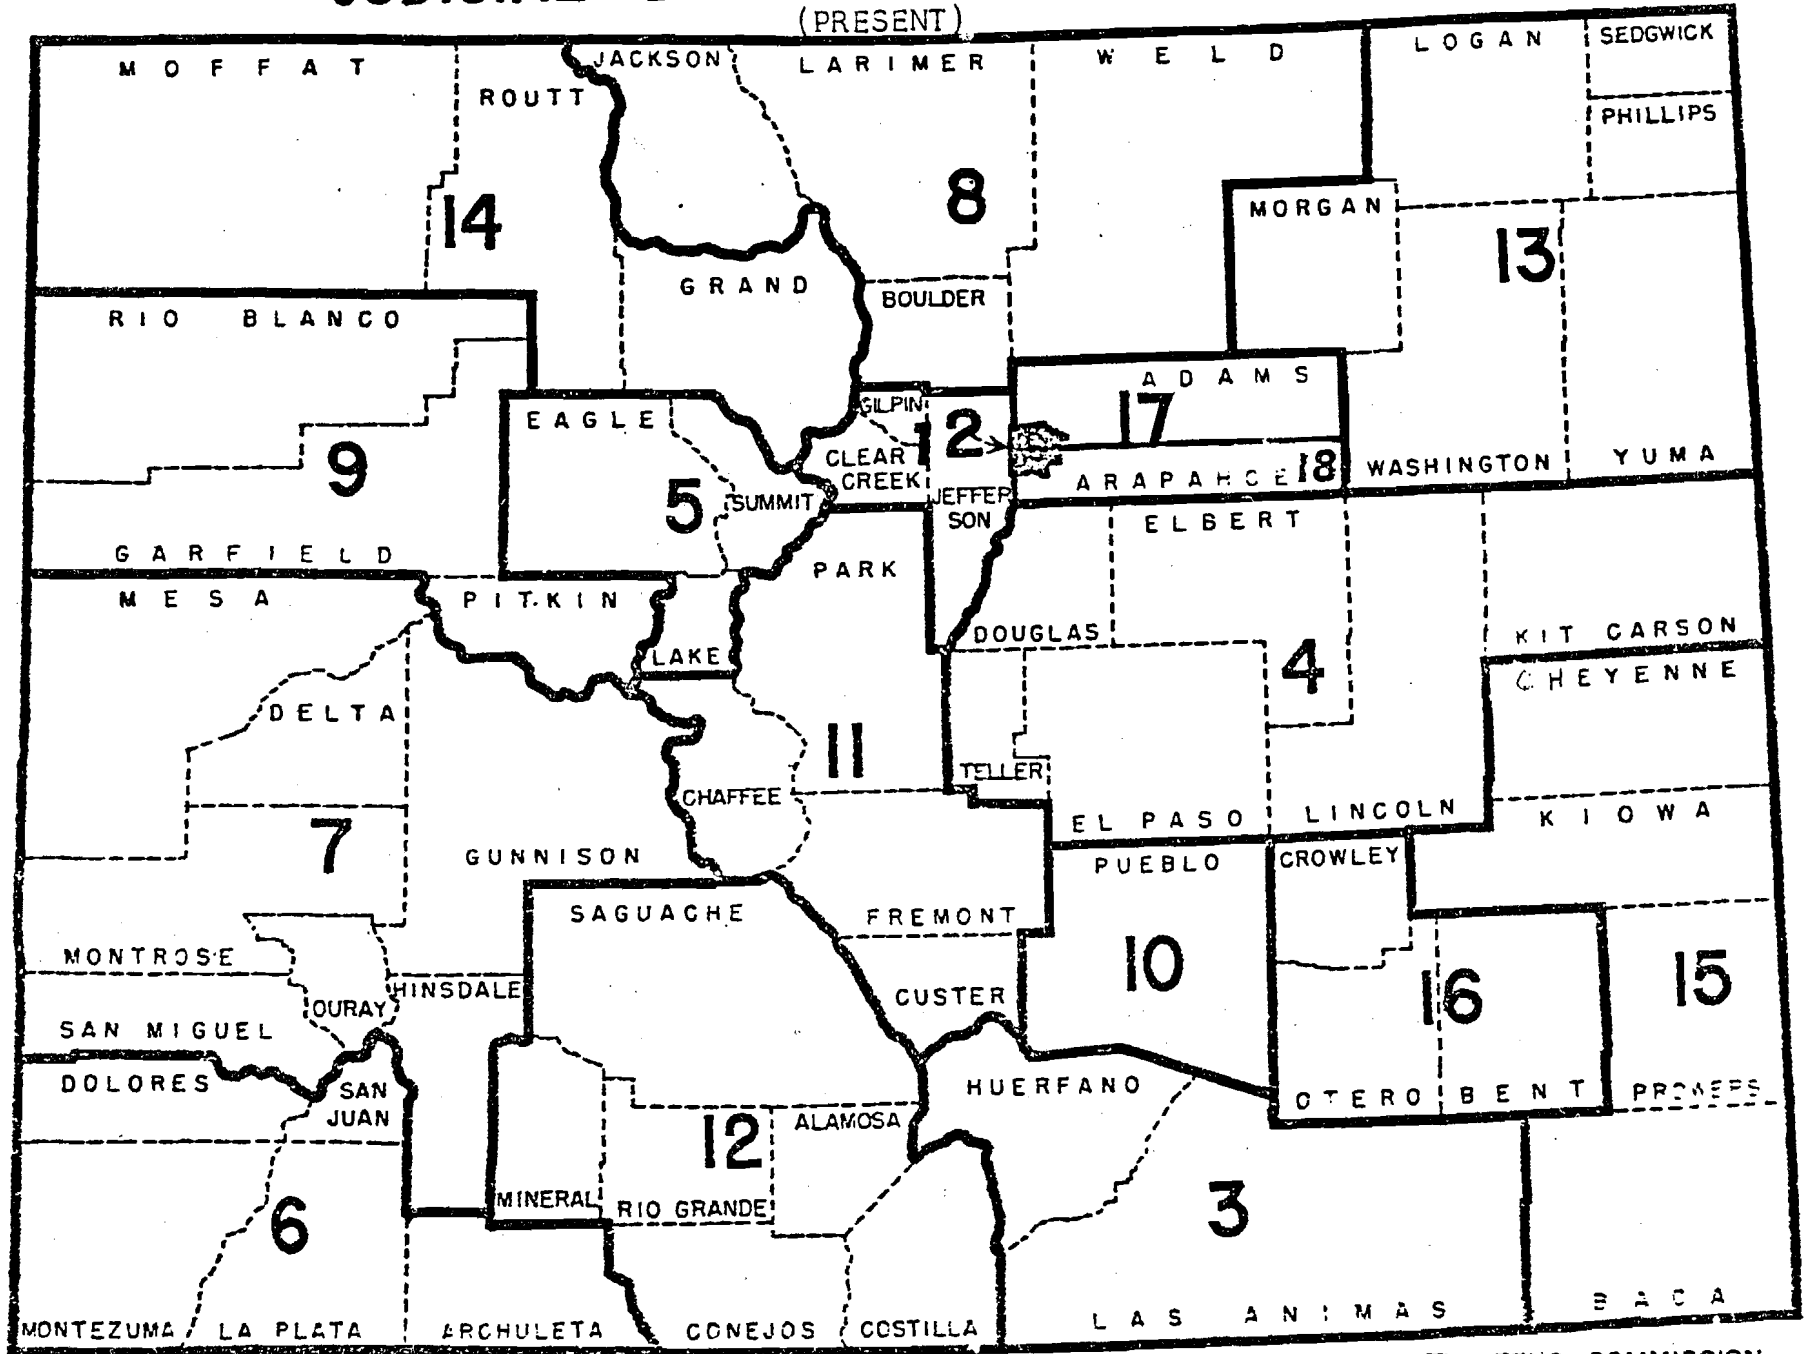 (PRESENT)
MOFFAT
ROUTT
JACKSON
LARIMER
WELD
LOGAN
SEDGWICK
PHILLIPS
14
8
MORGAN
13
RIO BLANCO
GRAND
BOULDER
ADAMS
17
EAGLE
GILPIN
2
9
CLEAR
CREEK
5
SUMMIT
JEFFER
SON
ARAPAHOE
18
WASHINGTON
YUMA
ELBERT
GARFIELD
PARK
MESA
PITKIN
LAKE
DOUGLAS
4
KIT CARSON
CHEYENNE
DELTA
11
TELLER
CHAFFEE
EL PASO
LINCOLN
KIOWA
7
GUNNISON
PUEBLO
CROWLEY
SAGUACHE
FREMONT
MONTROSE
10
15
HINSDALE
OURAY
CUSTER
16
SAN MIGUEL
DOLORES
SAN
JUAN
HUERFANO
OTERO
BENT
PROWERS
12
ALAMOSA
MINERAL
RIO GRANDE
6
3
MONTEZUMA
LA PLATA
ARCHULETA
CONEJOS
COSTILLA
LAS ANIMAS
BACA